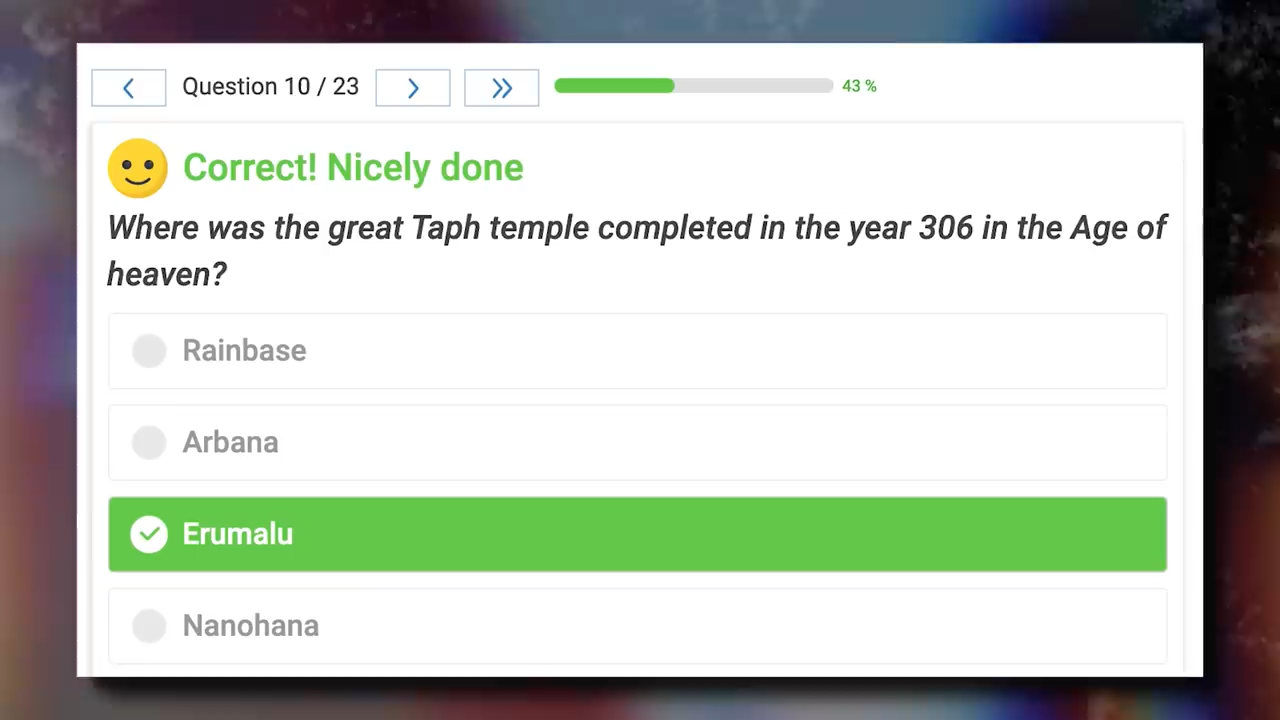 Question 10 / 23
43 %
Correct! Nicely done
Where was the great Taph temple completed in the year 306 in the Age of
heaven?
Rainbase
Arbana
Erumalu
Nanohana